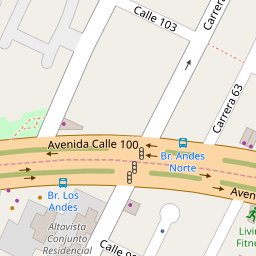 Calle 103
Carrera
Carrera 63
Avenida Calle 100
Br. Andes
Norte
Br. Los
Andes
Aven
Altavista
Conjunto
Residencial
Livin
Fitne
Calle